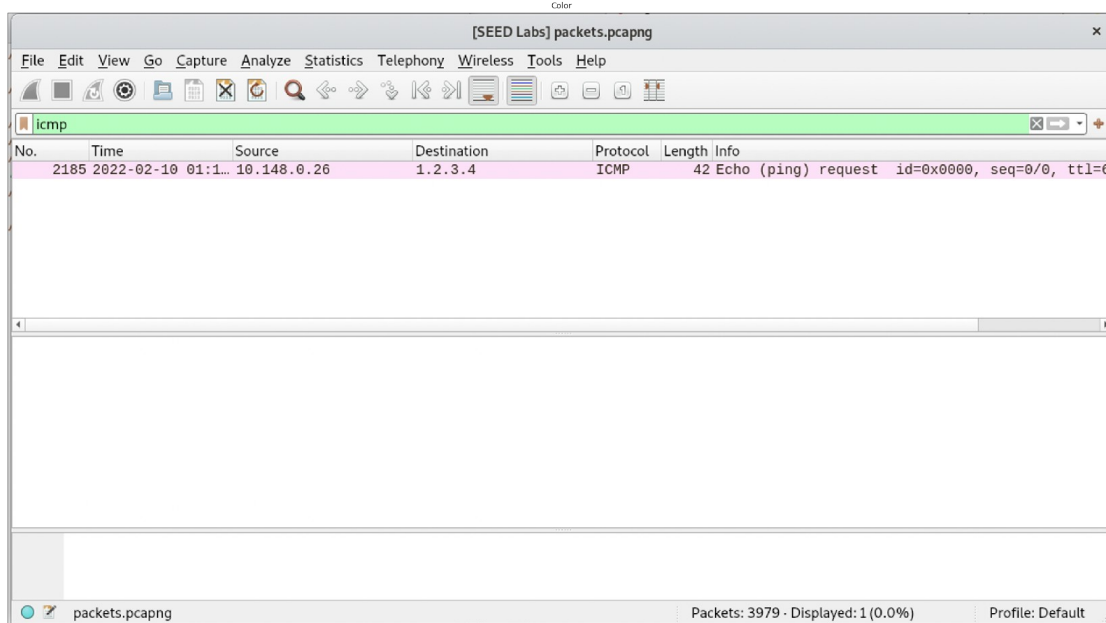 Color
[SEED Labs] packets.pcapng
File Edit View Go Capture Analyze Statistics Telephony Wireless Tools Help
icmp
No. Time Source Destination Protocol Length Info
2185 2022-02-10 01:1… 10.148.0.26 1.2.3.4 ICMP 42 Echo (ping) request id=0x0000, seq=0/0, ttl=6
packets.pcapng Packets: 3979 · Displayed: 1 (0.0%) Profile: Default